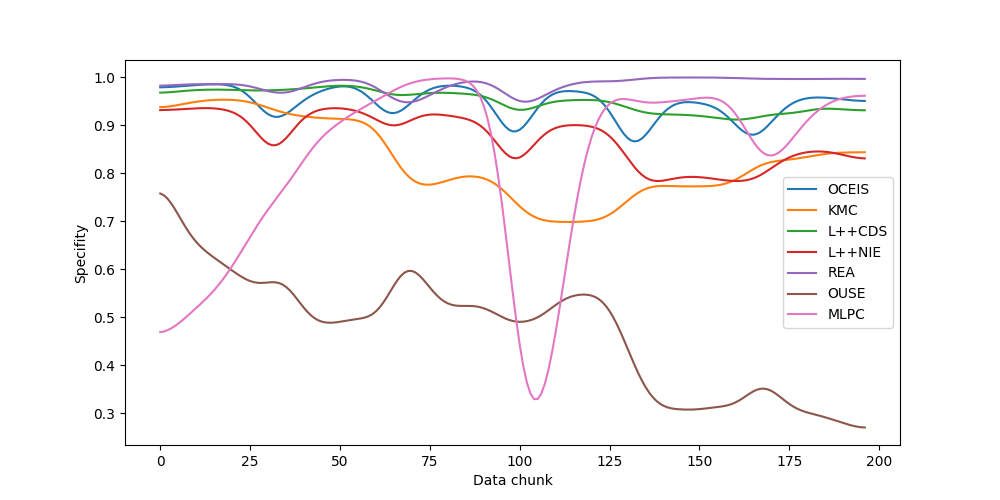 1.0
0.9
0.8
0.7
0.6
0.5
0.4
0.3
Specifity
0 25 50 75 100 125 150 175 200
Data chunk
OCEIS
KMC
L++CDS
L++NIE
REA
OUSE
MLPC